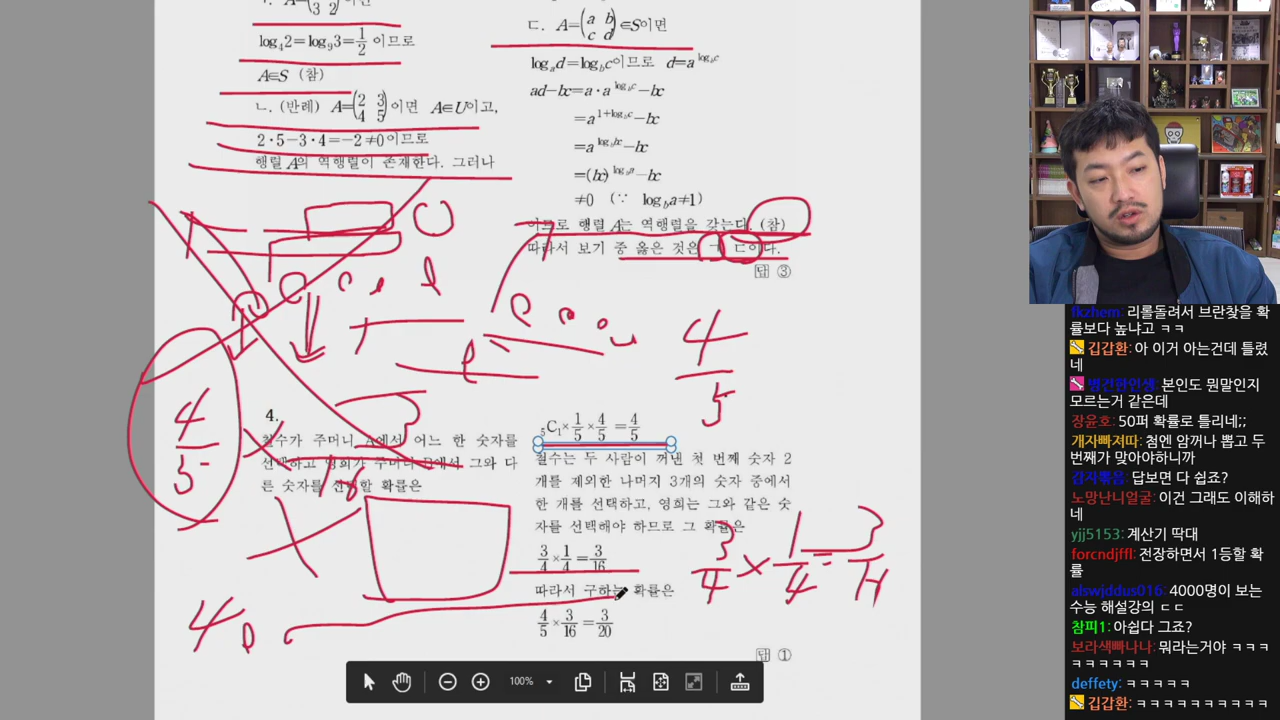 log₄2=log₉3=1/2 이므로
A∈S (참)
ㄴ. (반례) A=(2 3 4 5)이면 A∈U이고,
2·5-3·4=-2≠0이므로
행렬 A의 역행렬이 존재한다. 그러나
4.
철수가 주머니 A에서 어느 한 숫자를
선택하고 영희가 주머니 B에서 그와 다
른 숫자를 선택할 확률은
ㄷ. A=(a b c d)∈S이면
logₐd=log_b c이므로 d=a^{log_b c}
ad-bc=a·a^{log_b c}-bc
=a^{1+log_b c}-bc
=a^{log_b bc}-bc
=(bc)^{log_b a}-bc
≠0 (∵ log_b a≠1)
이므로 행렬 A는 역행렬을 갖는다. (참)
따라서 보기 중 옳은 것은 ㄱ, ㄷ이다.
답 ③
₅C₁×1/5×4/5=4/5
철수는 두 사람이 꺼낸 첫 번째 숫자 2
개를 제외한 나머지 3개의 숫자 중에서
한 개를 선택하고, 영희는 그와 같은 숫
자를 선택해야 하므로 그 확률은
3/4×1/4=3/16
따라서 구하는 확률은
4/5×3/16=3/20
답 ①
4/5
4/5
100%
fkzhem: 리롤돌려서 브란찾을 확
률보다 높냐고 ㅋㅋ
김갑환: 아 이거 아는건데 틀렸
네
병건한인생: 본인도 뭔말인지
모르는거 같은데
장윤호: 50퍼 확률로 틀리네;;
개자빠져따: 첨엔 암꺼나 뽑고 두
번째가 맞아야하니까
감자뽞음: 답보면 다 쉽죠?
노망난니얼굴: 이건 그래도 이해하
네
yjj5153: 계산기 딱대
forcndjffl: 전장하면서 1등할 확
률
alswjddus016: 4000명이 보는
수능 해설강의 ㄷㄷ
참피1: 아쉽다 그죠?
보라색빠나나: 뭐라는거야 ㅋㅋㅋ
ㅋㅋㅋㅋㅋㅋ
deffety: ㅋㅋㅋㅋㅋ
김갑환: ㅋㅋㅋㅋㅋㅋㅋㅋㅋㅋ